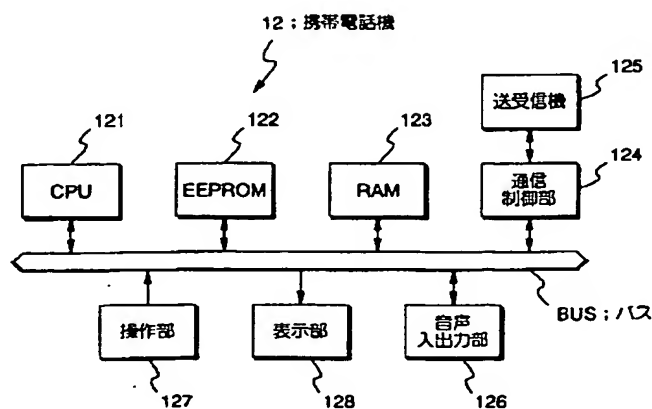 12；携帯電話機
125
送受信機
121
122
123
124
CPU
EEPROM
RAM
通信
制御部
BUS；バス
操作部
表示部
音声
入出力部
127
128
126